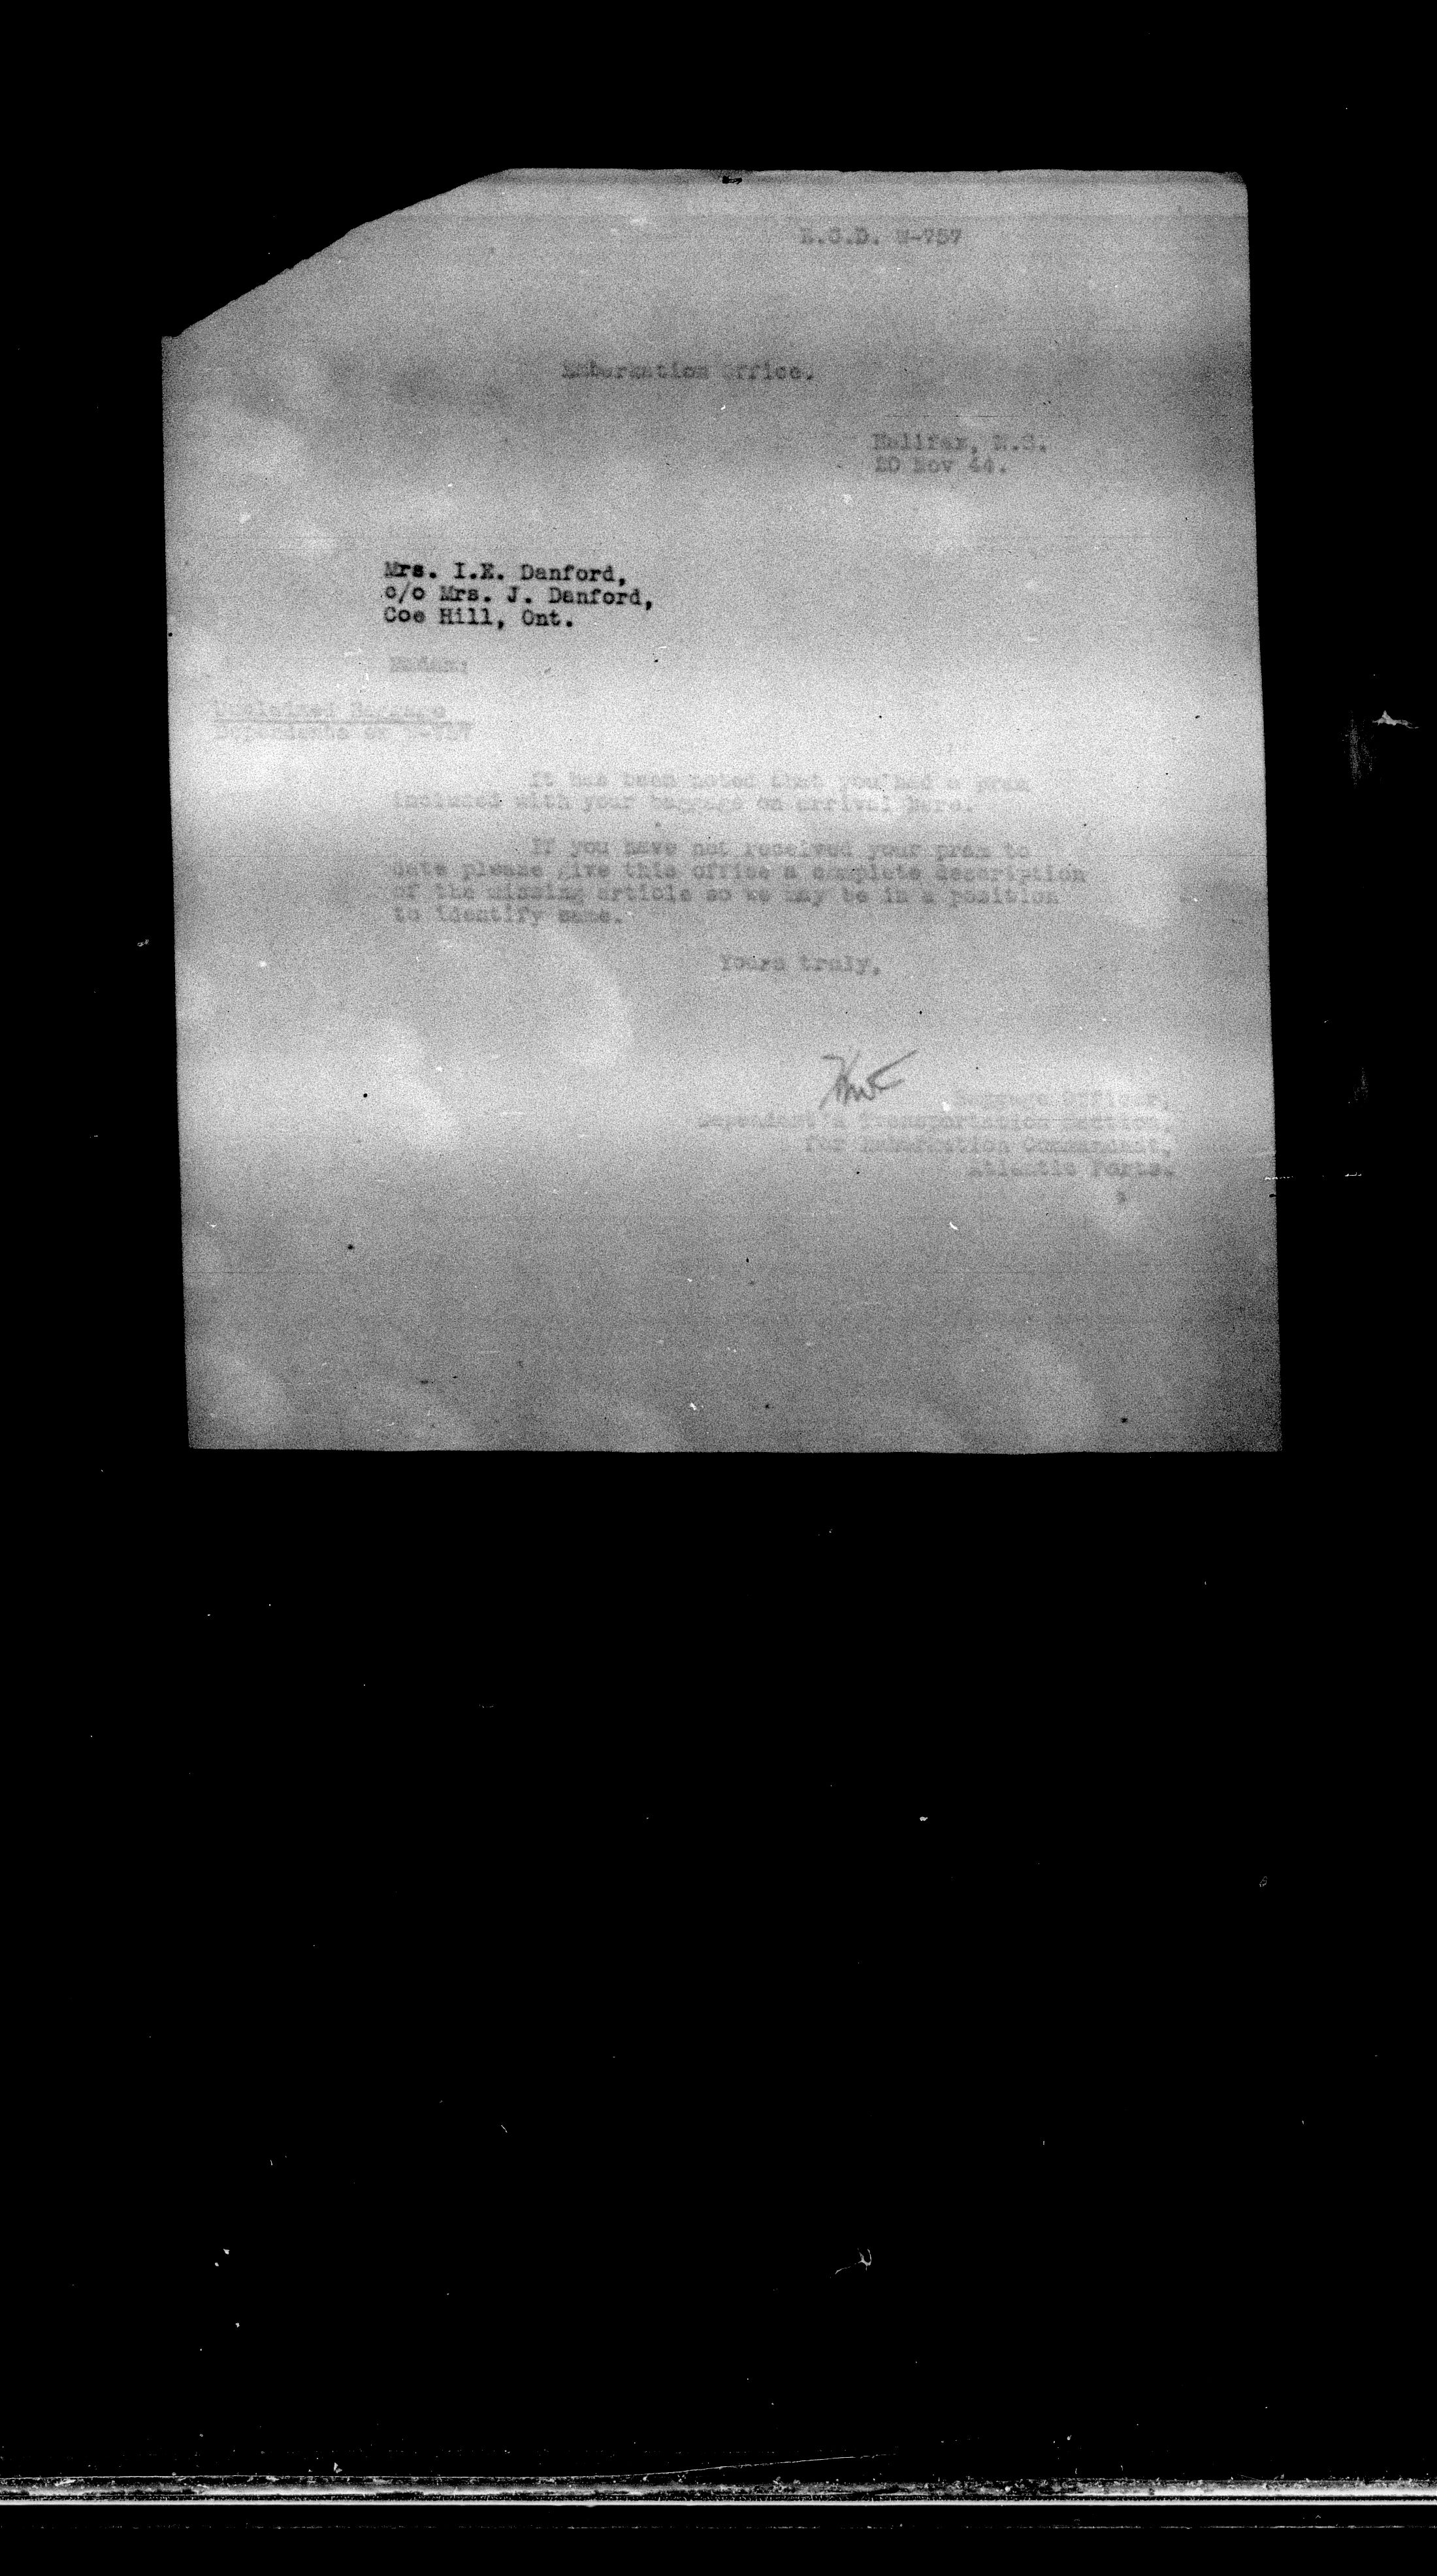 H.S.D. W-757
Embarkation Office.
Halifax, N.S.
20 Nov 44.
Mrs. I.E. Danford,
c/o Mrs. J. Danford,
Coe Hill, Ont.
Madam:
Unclaimed Baggage
Dependents ex W-757
It has been noted that you had a pram
included with your baggage on arrival here.
If you have not received your pram to
date please give this office a complete description
of the missing article so we may be in a position
to identify same.
Yours truly,
Baggage Officer,
Dependent's Transportation Section,
for Embarkation Commandant,
Atlantic Ports.